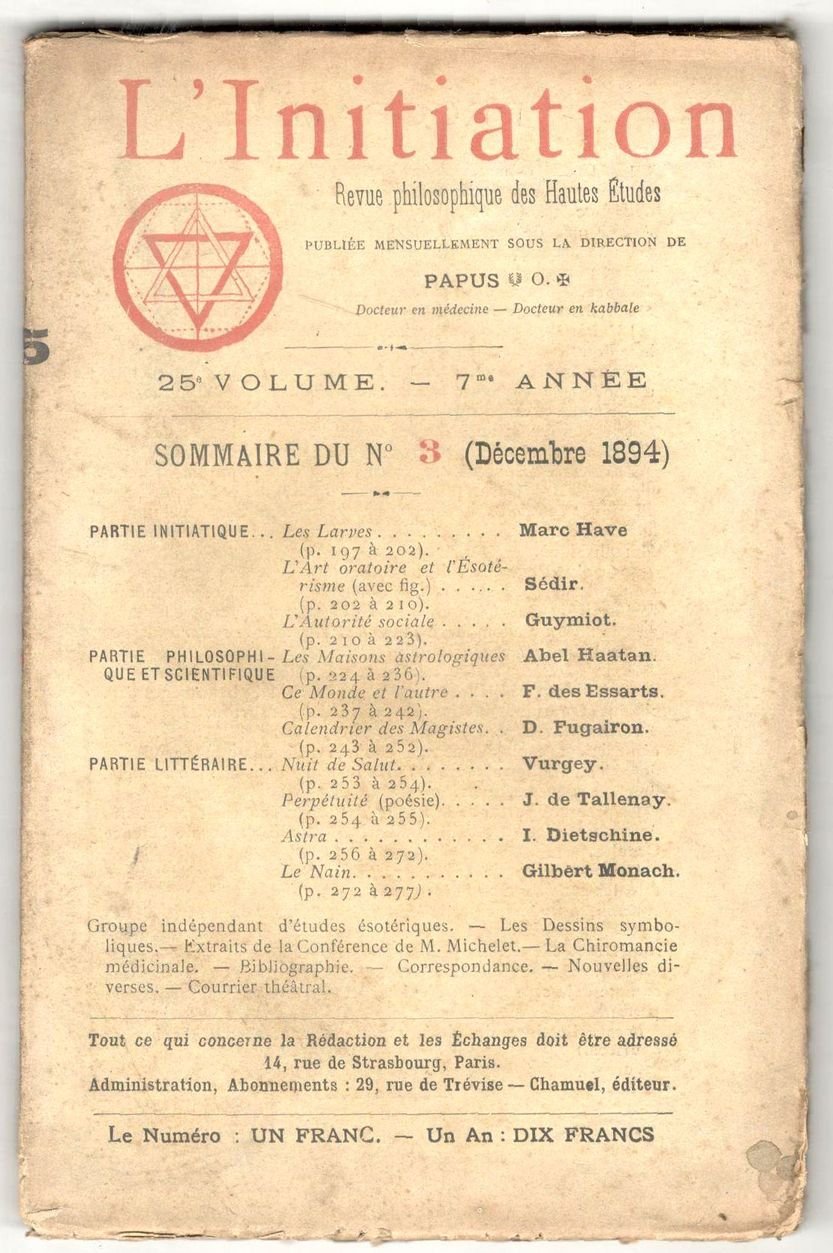 L'Initiation
Revue philosophique des Hautes Études
PUBLIÉE MENSUELLEMENT SOUS LA DIRECTION DE
PAPUS O. ✠
Docteur en médecine — Docteur en kabbale
5
25e VOLUME. — 7me ANNÉE
SOMMAIRE DU No 3 (Décembre 1894)
PARTIE INITIATIQUE... Les Larves . . . . . . . . . Marc Have
(p. 197 à 202).
L'Art oratoire et l'Ésoté-
risme (avec fig.) . . . . . . Sédir.
(p. 202 à 210).
L'Autorité sociale . . . . . Guymiot.
(p. 210 à 223).
PARTIE PHILOSOPHI- Les Maisons astrologiques Abel Haatan.
QUE ET SCIENTIFIQUE (p. 224 à 236).
Ce Monde et l'autre . . . . F. des Essarts.
(p. 237 à 242).
Calendrier des Magistes. . D. Fugairon.
(p. 243 à 252).
PARTIE LITTÉRAIRE... Nuit de Salut. . . . . . . . Vurgey.
(p. 253 à 254).
Perpétuité (poésie). . . . . J. de Tallenay.
(p. 254 à 255).
Astra . . . . . . . . . . . . I. Dietschine.
(p. 256 à 272).
Le Nain. . . . . . . . . . . Gilbert Monach.
(p. 272 à 277).
Groupe indépendant d'études ésotériques. — Les Dessins symbo-
liques.— Extraits de la Conférence de M. Michelet.— La Chiromancie
médicinale. — Bibliographie. — Correspondance. — Nouvelles di-
verses. — Courrier théâtral.
Tout ce qui concerne la Rédaction et les Échanges doit être adressé
14, rue de Strasbourg, Paris.
Administration, Abonnements : 29, rue de Trévise — Chamuel, éditeur.
Le Numéro : UN FRANC. — Un An : DIX FRANCS